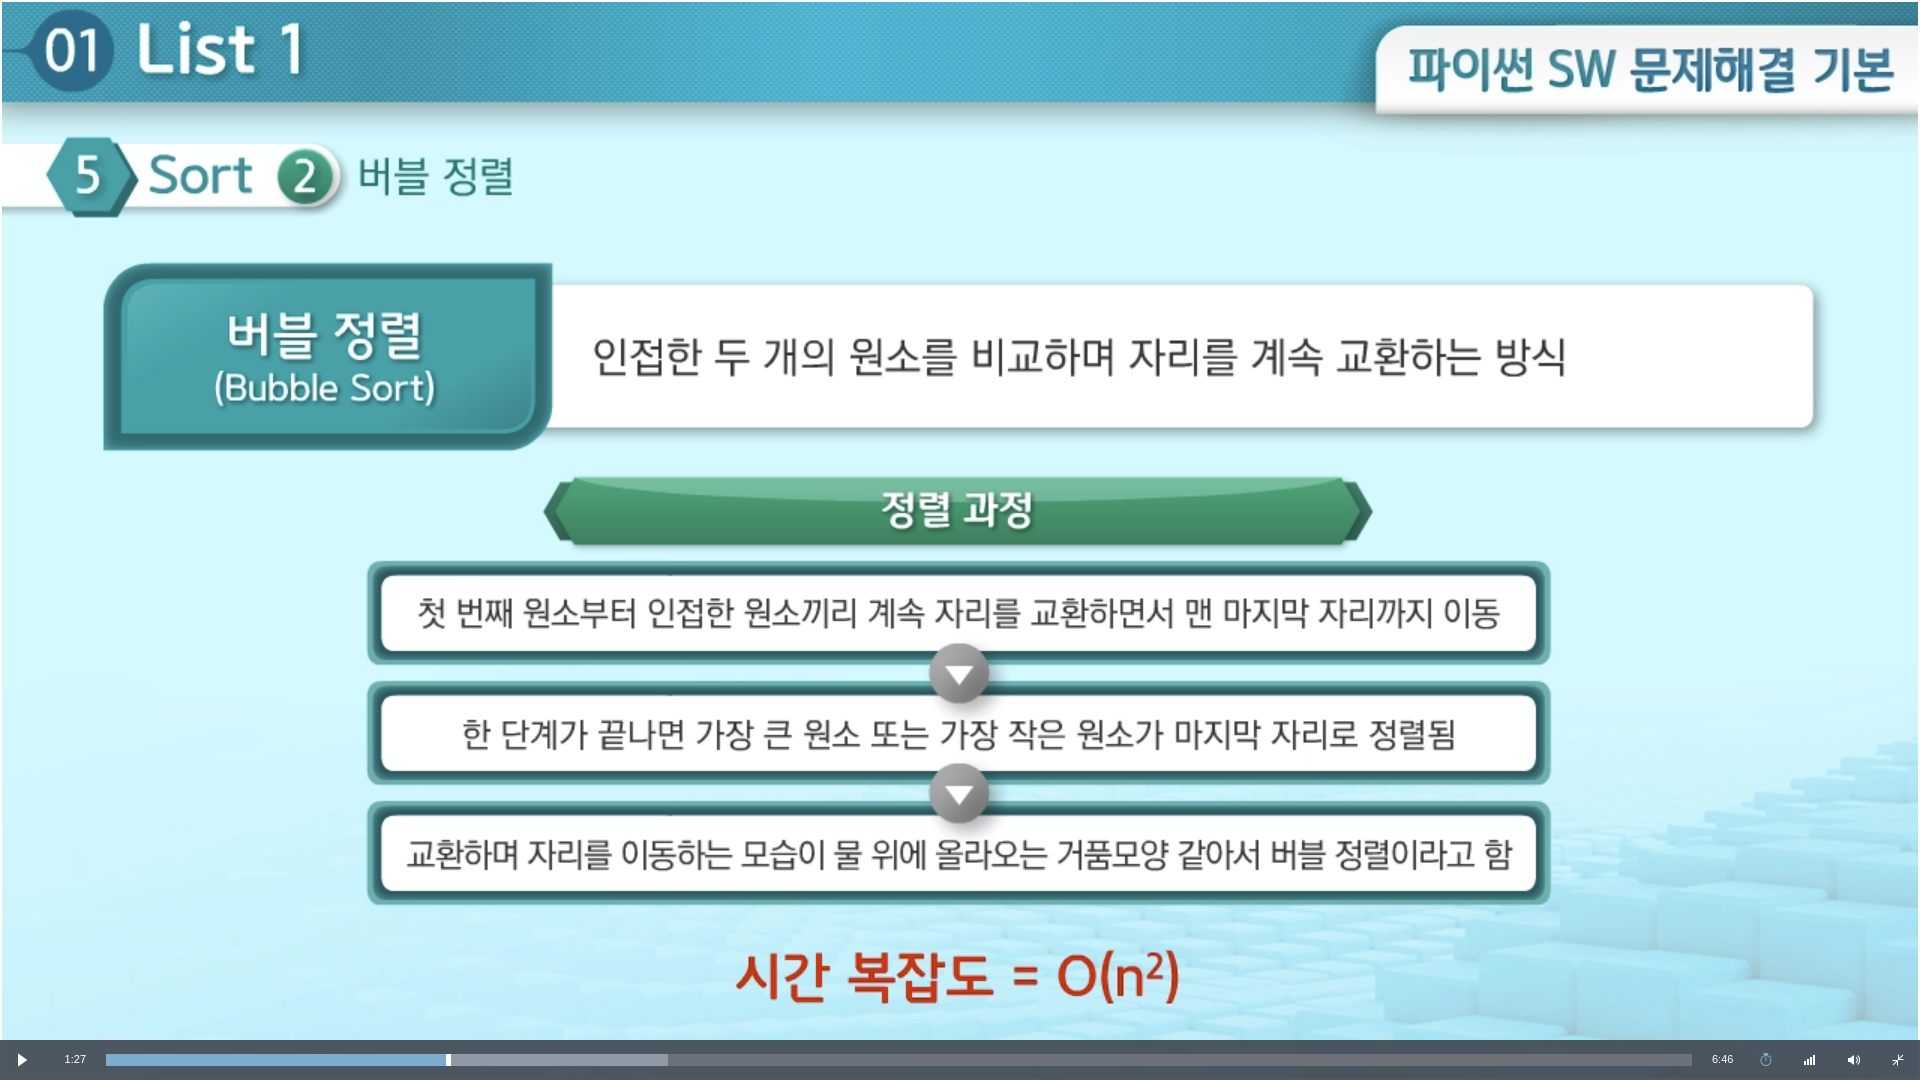 01 List 1
파이썬 SW 문제해결 기본
5 Sort 2 버블 정렬
버블 정렬
(Bubble Sort)
인접한 두 개의 원소를 비교하며 자리를 계속 교환하는 방식
정렬 과정
첫 번째 원소부터 인접한 원소끼리 계속 자리를 교환하면서 맨 마지막 자리까지 이동
한 단계가 끝나면 가장 큰 원소 또는 가장 작은 원소가 마지막 자리로 정렬됨
교환하며 자리를 이동하는 모습이 물 위에 올라오는 거품모양 같아서 버블 정렬이라고 함
시간 복잡도 = O(n²)
1:27
6:46